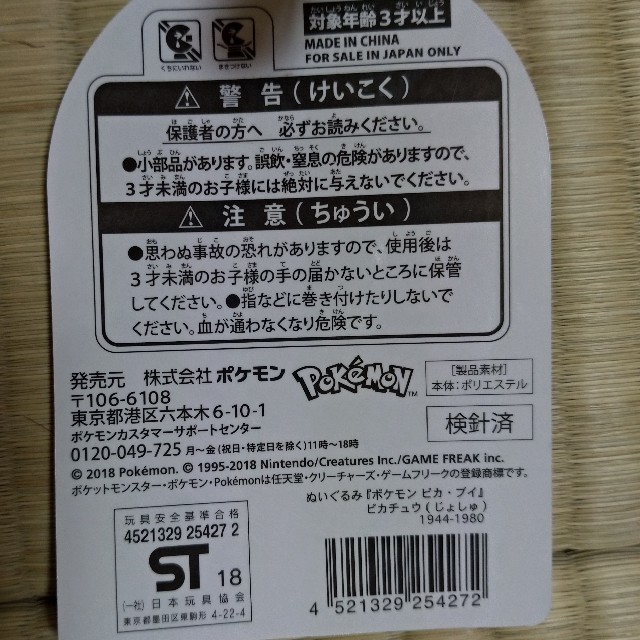 対象年齢3才以上
MADE IN CHINA
FOR SALE IN JAPAN ONLY
くちにいれない
まきつけない
警告(けいこく)
保護者の方へ 必ずお読みください。
●小部品があります。誤飲・窒息の危険がありますので、
3才未満のお子様には絶対に与えないでください。
注意(ちゅうい)
●思わぬ事故の恐れがありますので、使用後は
3才未満のお子様の手の届かないところに保管
してください。●指などに巻き付けたりしないで
ください。血が通わなくなり危険です。
発売元 株式会社ポケモン
POKéMON™
〒106-6108
東京都港区六本木6-10-1
ポケモンカスタマーサポートセンター
0120-049-725 月~金(祝日・特定日を除く)11時~18時
[製品素材]
本体:ポリエステル
検針済
© 2018 Pokémon. © 1995-2018 Nintendo/Creatures Inc./GAME FREAK inc.
ポケットモンスター・ポケモン・Pokémonは任天堂・クリーチャーズ・ゲームフリークの登録商標です。
玩具安全基準合格
4521329 25427 2
ST 18
(一社)日本玩具協会
東京都墨田区東駒形 4-22-4
ぬいぐるみ『ポケモン ピカ・ブイ』
ピカチュウ(じょしゅ)
1944-1980
4 521329 254272